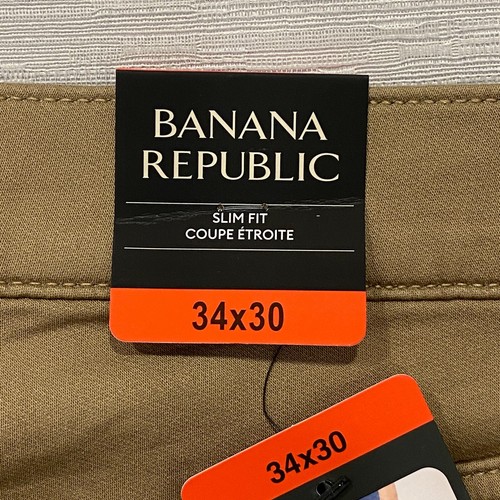 BANANA
REPUBLIC
SLIM FIT
COUPE ÉTROITE
34x30
34x30